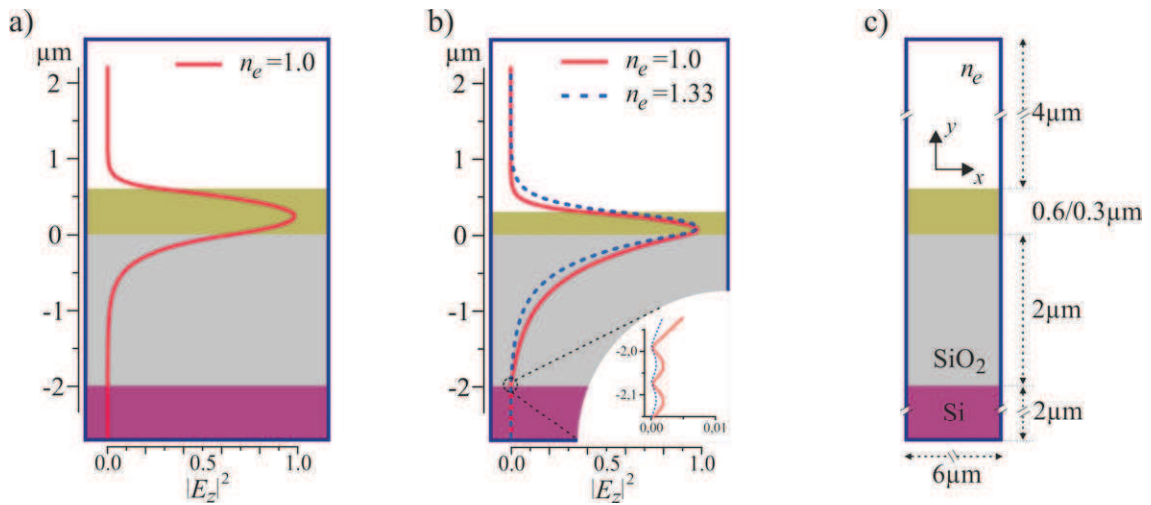 a)
µm
2
1
0
-1
-2
n_e=1.0
0.0
0.5
1.0
|E_z|²
b)
µm
2
1
0
-1
-2
n_e=1.0
n_e=1.33
-2.0
-2.1
0.00
0.01
0.0
0.5
1.0
|E_z|²
c)
n_e
y
x
SiO₂
Si
4µm
0.6/0.3µm
2µm
2µm
6µm